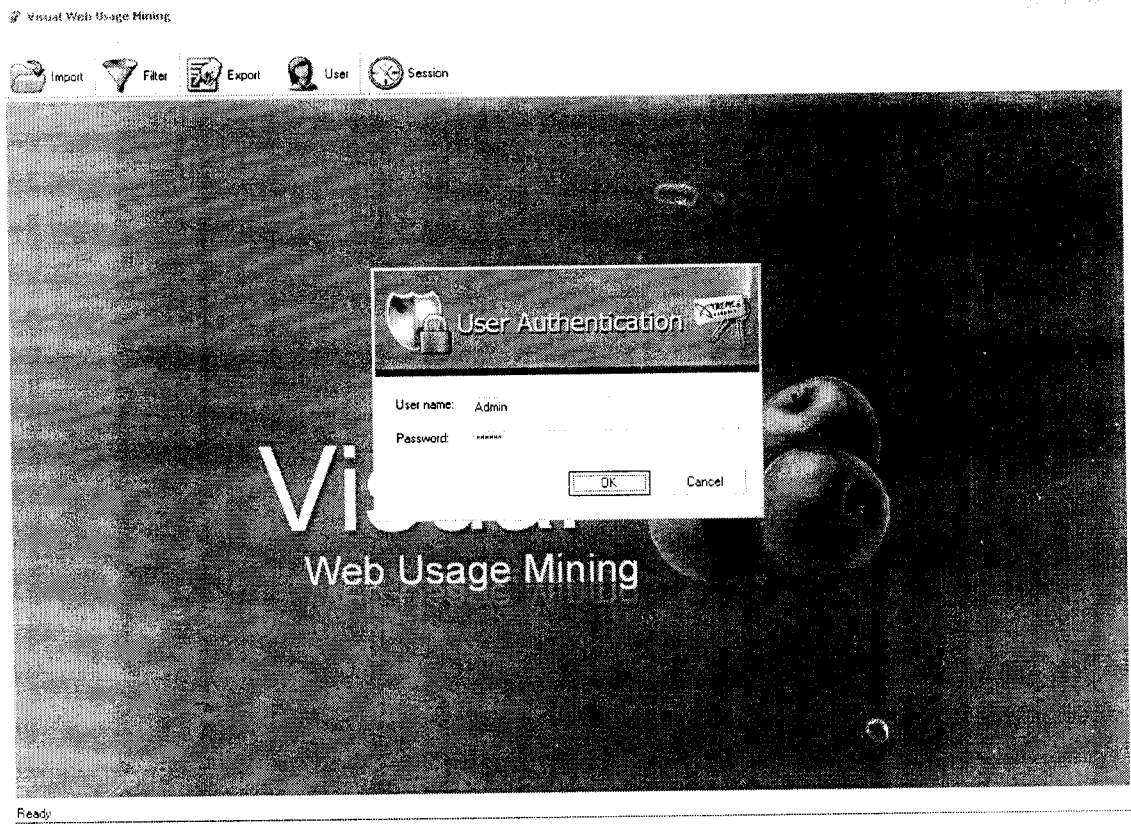 Visual Web Usage Mining
Import Filter Export User Session
User Authentication
User name: Admin
Password: ******
OK Cancel
Web Usage Mining
Ready